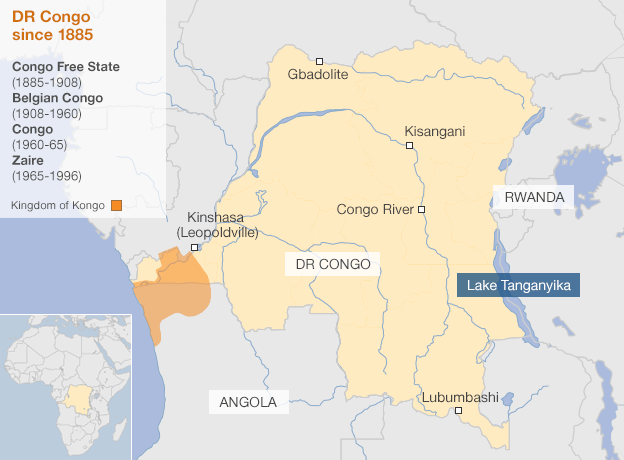 DR Congo
since 1885
Congo Free State
(1885-1908)
Belgian Congo
(1908-1960)
Congo
(1960-65)
Zaire
(1965-1996)
Kingdom of Kongo
Gbadolite
Kisangani
RWANDA
Congo River
Kinshasa
(Leopoldville)
DR CONGO
Lake Tanganyika
ANGOLA
Lubumbashi